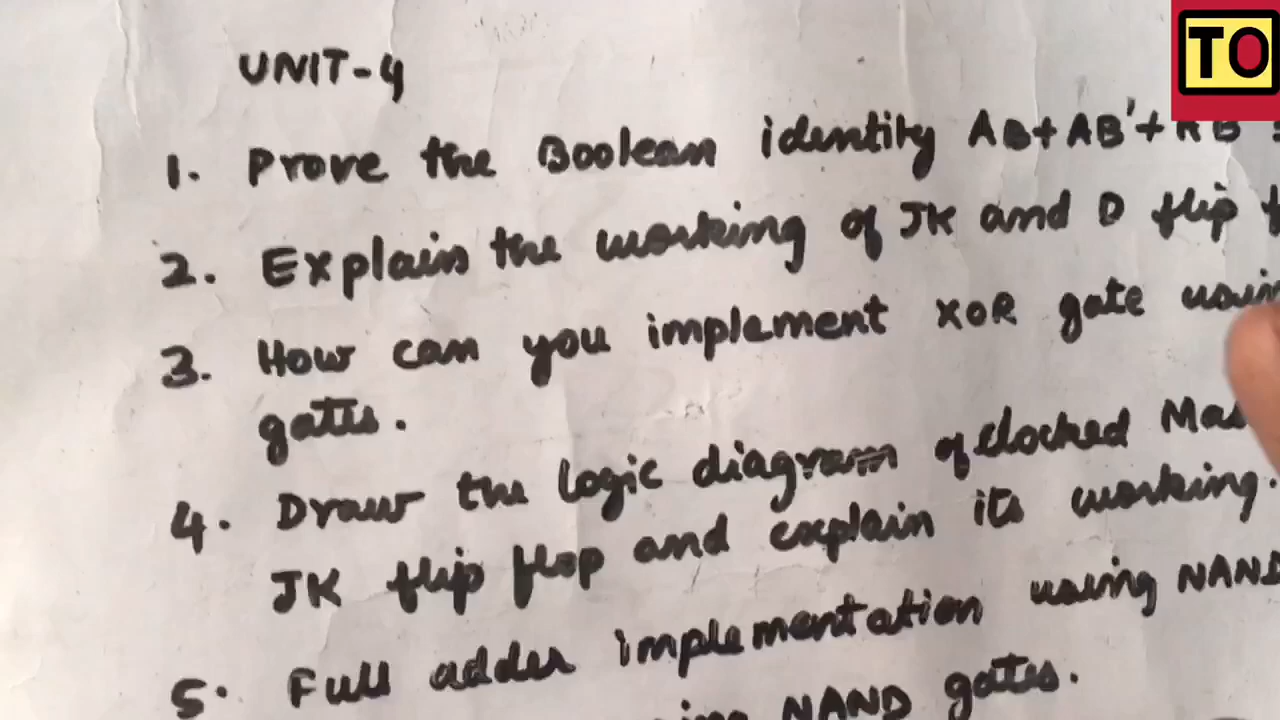 TO
UNIT-4
1. Prove the Boolean identity AB+AB'+
2. Explain the working of JK and D flip
3. How can you implement XOR gate
gates.
4. Draw the logic diagram of clocked
JK flip flop and explain its working.
5. Full adder implementation using NAND
NAND gates.